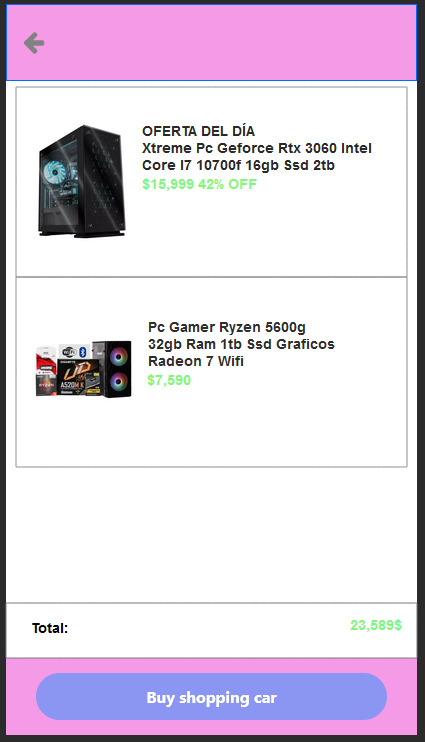 OFERTA DEL DÍA
Xtreme Pc Geforce Rtx 3060 Intel
Core I7 10700f 16gb Ssd 2tb
$15,999 42% OFF
Pc Gamer Ryzen 5600g
32gb Ram 1tb Ssd Graficos
Radeon 7 Wifi
$7,590
RYZEN
A520M K
Total:
23,589$
Buy shopping car